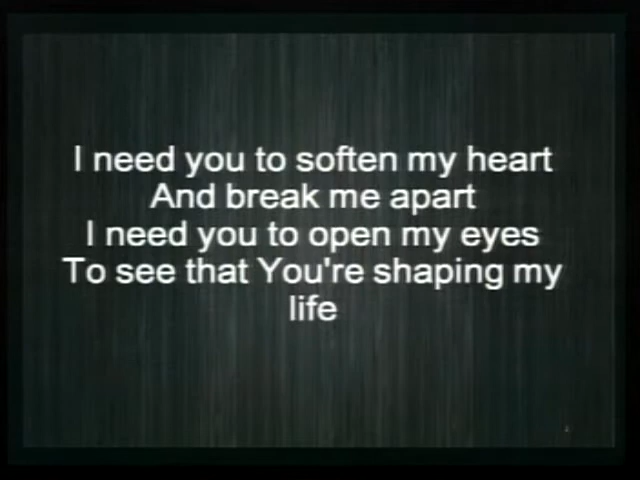 I need you to soften my heart
And break me apart
I need you to open my eyes
To see that You're shaping my
life